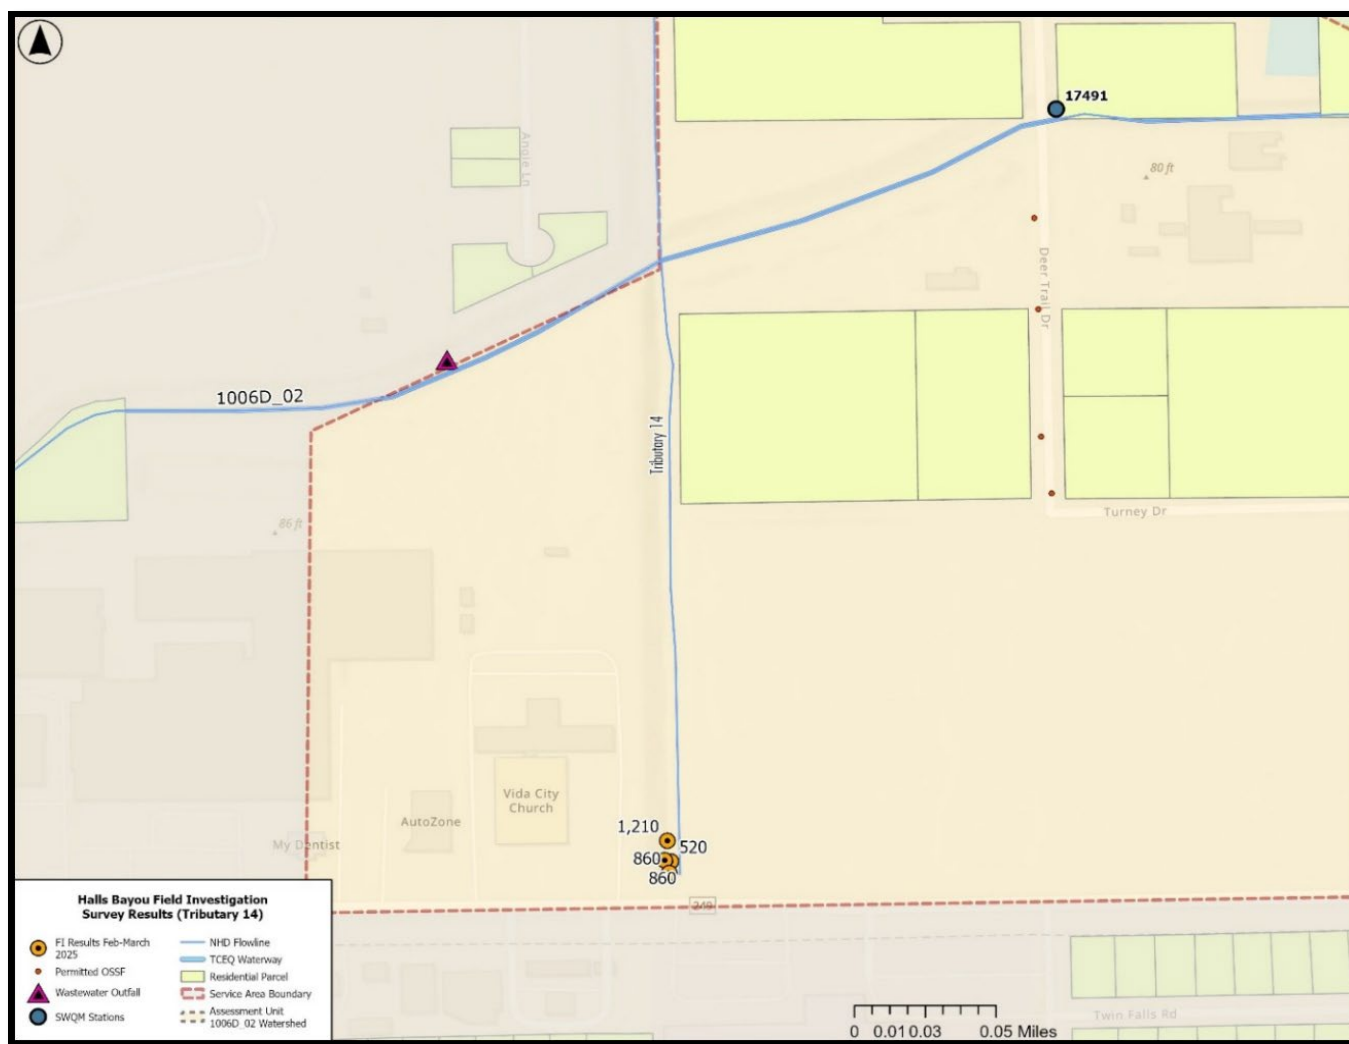 17491
80 ft
Angle Ln
Deer Trail Dr
1006D_02
Tributary 14
86 ft
Turney Dr
Vida City
Church
AutoZone
My Dentist
1,210
520
860
860
249
Twin Falls Rd
Halls Bayou Field Investigation
Survey Results (Tributary 14)
FI Results Feb-March
2025
Permitted OSSF
Wastewater Outfall
SWQM Stations
NHD Flowline
TCEQ Waterway
Residential Parcel
Service Area Boundary
Assessment Unit
1006D_02 Watershed
0 0.01 0.03 0.05 Miles